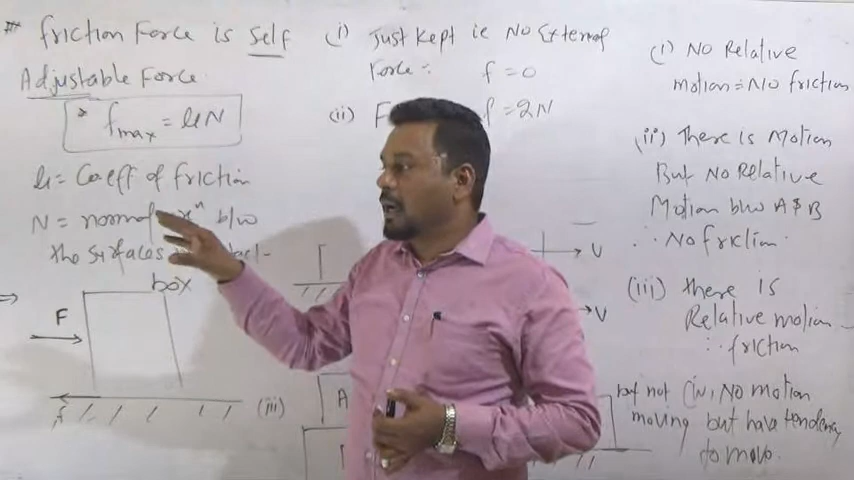 friction Force is self
Adjustable Force.
* fmax = μN
μ = Coeff of friction
N = normal rxn b/w
the surfaces
box
F
f
(i) Just Kept ie No External
Force ∴ f = 0
(ii) F f = 2N
V
V
(iii) A
(i) NO Relative
motion = NO friction
(ii) There is Motion
But NO Relative
Motion b/w A & B
∴ No friction.
(iii) there is
Relative motion
∴ friction
(iv) NO motion
but not moving but have tendency
to move.